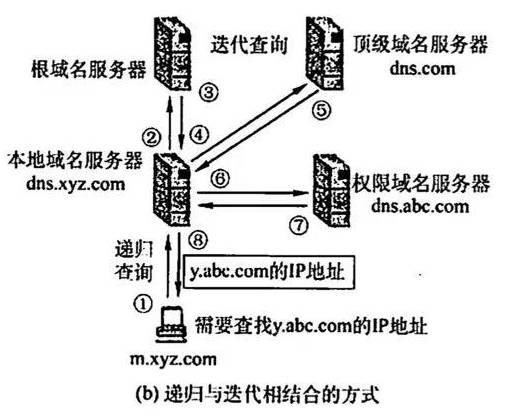 迭代查询
顶级域名服务器
dns.com
根域名服务器
③
②
④
⑤
本地域名服务器
dns.xyz.com
⑥
权限域名服务器
dns.abc.com
⑦
递归
查询
⑧
y.abc.com的IP地址
①
需要查找y.abc.com的IP地址
m.xyz.com
(b) 递归与迭代相结合的方式